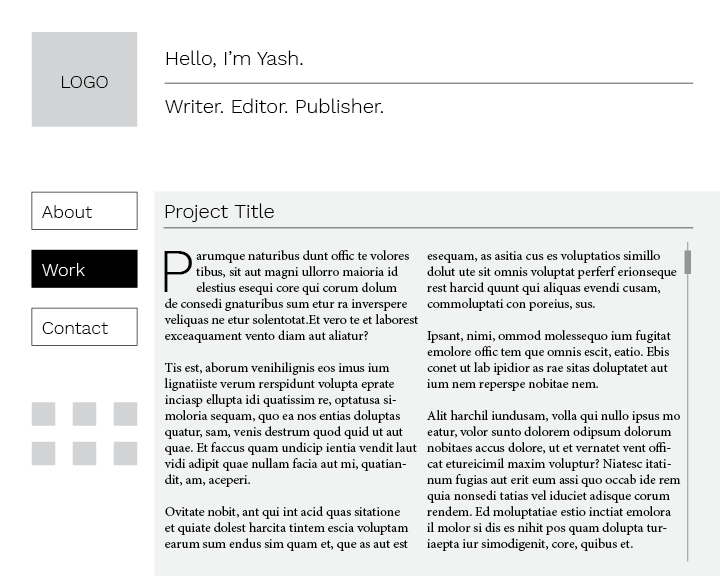 LOGO
Hello, I'm Yash.
Writer. Editor. Publisher.
About
Work
Contact
Project Title
Parumque naturibus dunt offic te volores
tibus, sit aut magni ullorro maioria id
elestius esequi core qui corum dolum
de consedi gnaturibus sum etur ra inverspere
veliquas ne etur solentotat.Et vero te et laborest
exceaquament vento diam aut aliatur?
Tis est, aborum venihilignis eos imus ium
lignatiiste verum rerspidunt volupta eprate
inciasp ellupta idi quatissim re, optatusa si-
moloria sequam, quo ea nos entias doluptas
quatur, sam, venis destrum quod quid ut aut
quae. Et faccus quam undicip ientia vendit laut
vidi adipit quae nullam facia aut mi, quatian-
dit, am, aceperi.
Ovitate nobit, ant qui int acid quas sitatione
et quiate dolest harcita tintem escia voluptam
earum sum endus sim quam et, que as aut est
esequam, as asitia cus es voluptatios simillo
dolut ute sit omnis voluptat perferf erionseque
rest harcid quunt qui aliquas evendi cusam,
commoluptati con poreius, sus.
Ipsant, nimi, ommod molessequo ium fugitat
emolore offic tem que omnis escit, eatio. Ebis
conet ut lab ipidior as rae sitas doluptatet aut
ium nem reperspe nobitae nem.
Alit harchil iundusam, volla qui nullo ipsus mo
eatur, volor sunto dolorem odipsum dolorum
nobitaes accus dolore, ut et vernatet vent offi-
cat etureicimil maxim voluptur? Niatesc itati-
num fugias aut erit eum assi quo occab ide rem
quia nonsedi tatias vel iduciet adisque corum
rendem. Ed moluptatiae estio inctiat emolora
il molor si dis es nihit pos quam dolupta tur-
iaepta iur simodigenit, core, quibus et.